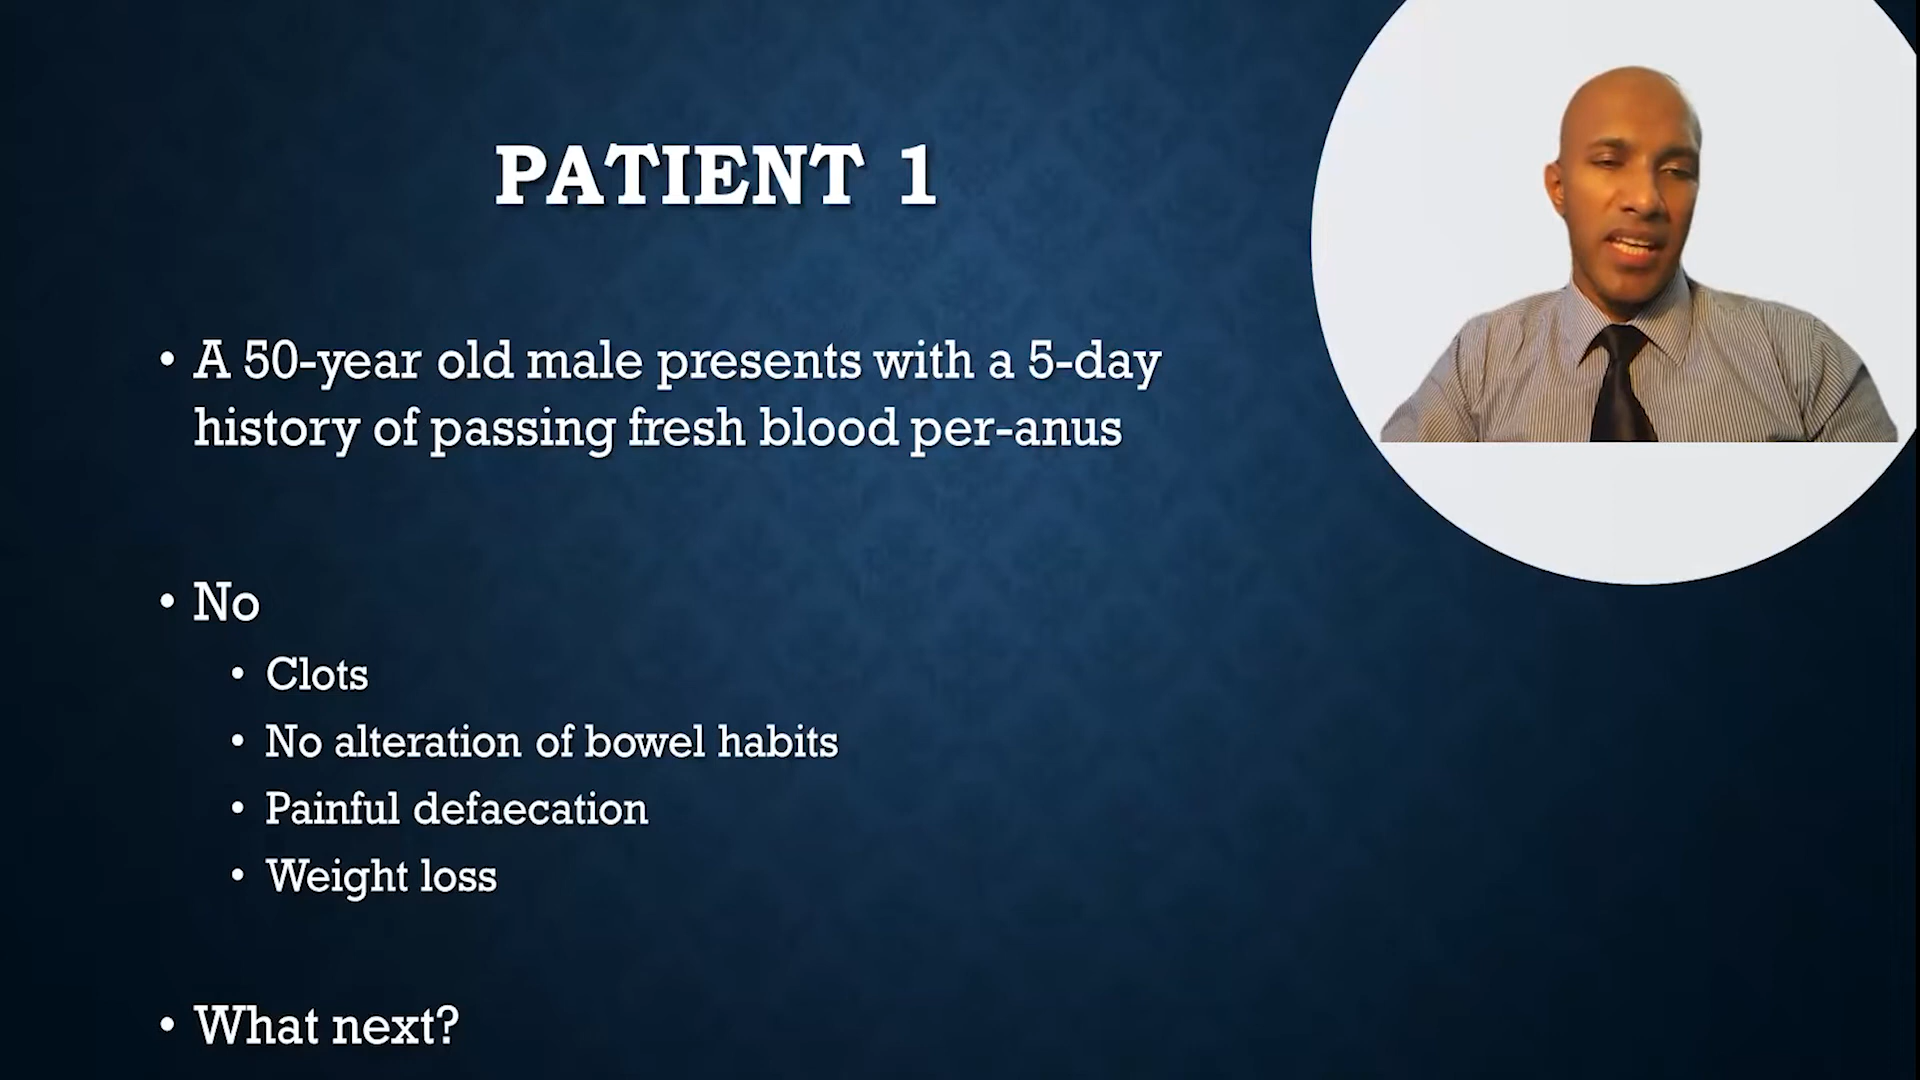 PATIENT 1
• A 50-year old male presents with a 5-day
history of passing fresh blood per-anus
• No
• Clots
• No alteration of bowel habits
• Painful defaecation
• Weight loss
• What next?